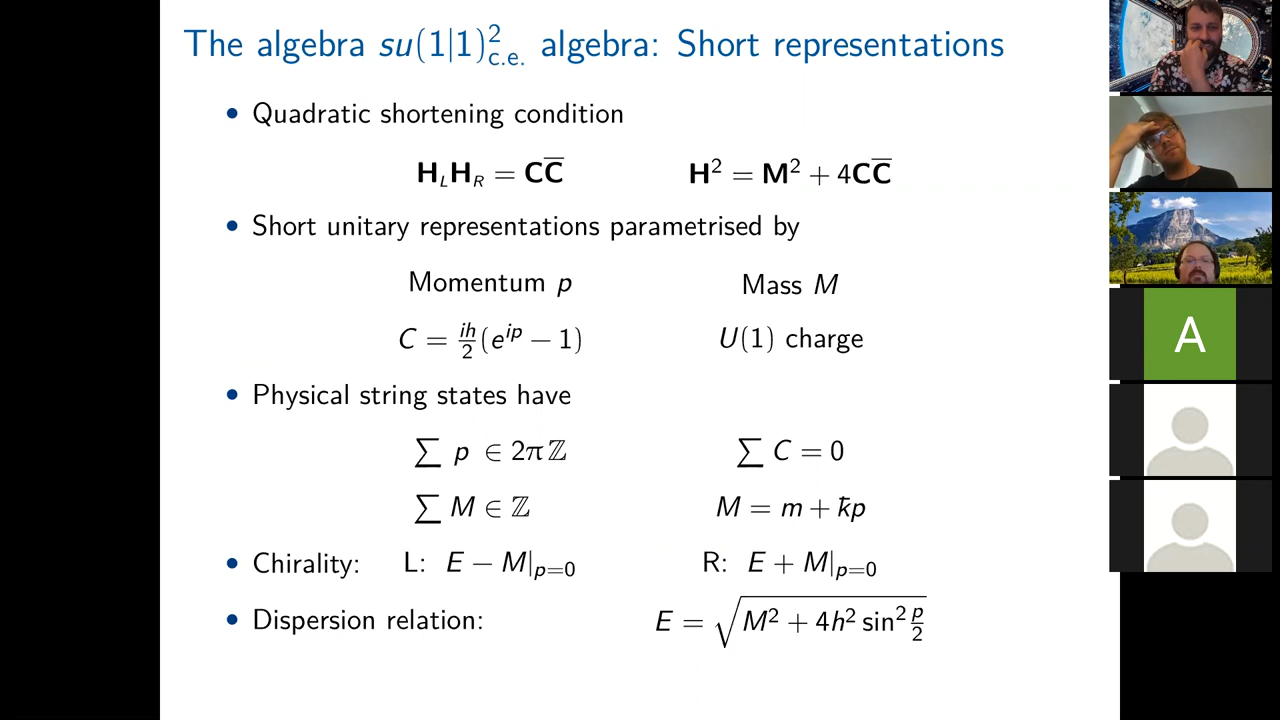 The algebra su(1|1)²_c.e. algebra: Short representations
• Quadratic shortening condition
H_L H_R = CC̅    H² = M² + 4CC̅
• Short unitary representations parametrised by
Momentum p    Mass M
C = ih/2 (e^{ip} − 1)    U(1) charge
• Physical string states have
∑ p ∈ 2πℤ    ∑ C = 0
∑ M ∈ ℤ    M = m + ꝁp
• Chirality: L: E − M|_{p=0}    R: E + M|_{p=0}
• Dispersion relation: E = √(M² + 4h² sin² p/2)
A